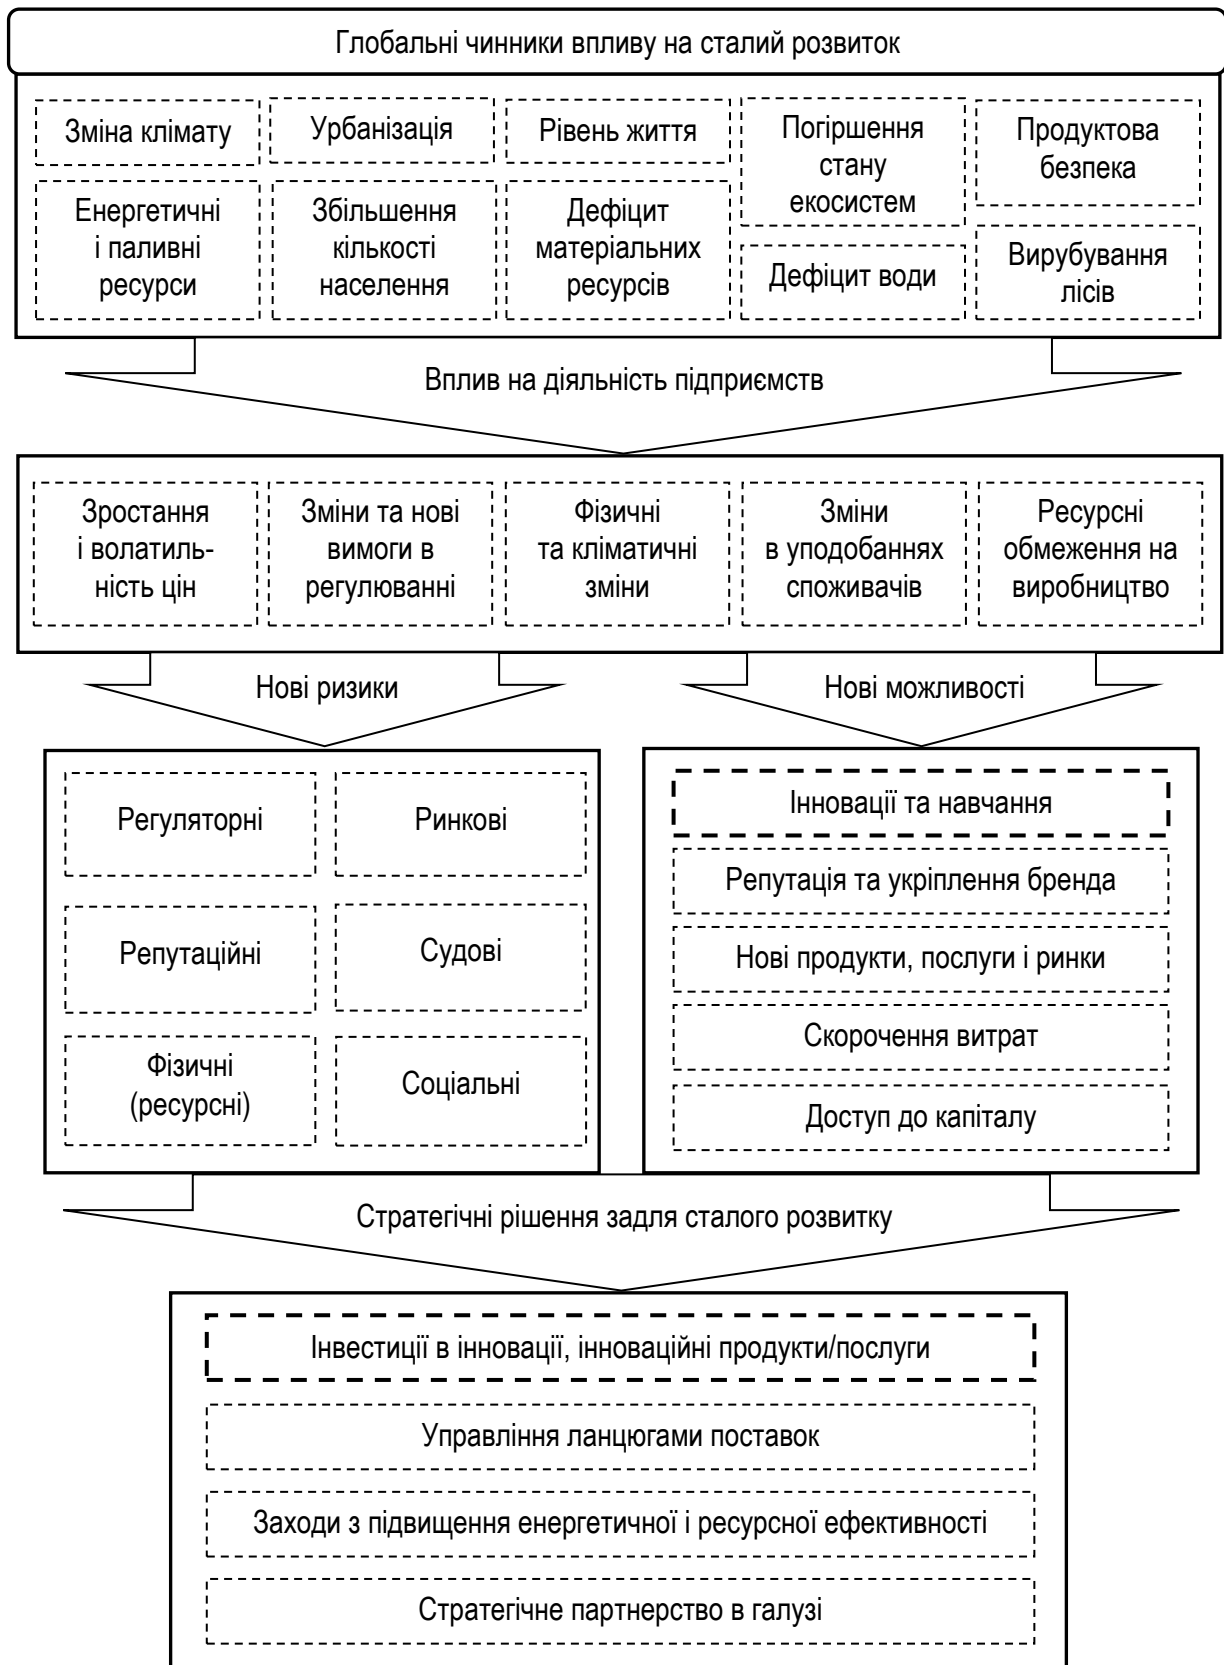 Глобальні чинники впливу на сталий розвиток
Зміна клімату
Урбанізація
Рівень життя
Погіршення
стану
екосистем
Продуктова
безпека
Енергетичні
і паливні
ресурси
Збільшення
кількості
населення
Дефіцит
матеріальних
ресурсів
Дефіцит води
Вирубування
лісів
Вплив на діяльність підприємств
Зростання
і волатиль-
ність цін
Зміни та нові
вимоги в
регулюванні
Фізичні
та кліматичні
зміни
Зміни
в уподобаннях
споживачів
Ресурсні
обмеження на
виробництво
Нові ризики
Нові можливості
Регуляторні
Ринкові
Репутаційні
Судові
Фізичні
(ресурсні)
Соціальні
Інновації та навчання
Репутація та укріплення бренда
Нові продукти, послуги і ринки
Скорочення витрат
Доступ до капіталу
Стратегічні рішення задля сталого розвитку
Інвестиції в інновації, інноваційні продукти/послуги
Управління ланцюгами поставок
Заходи з підвищення енергетичної і ресурсної ефективності
Стратегічне партнерство в галузі